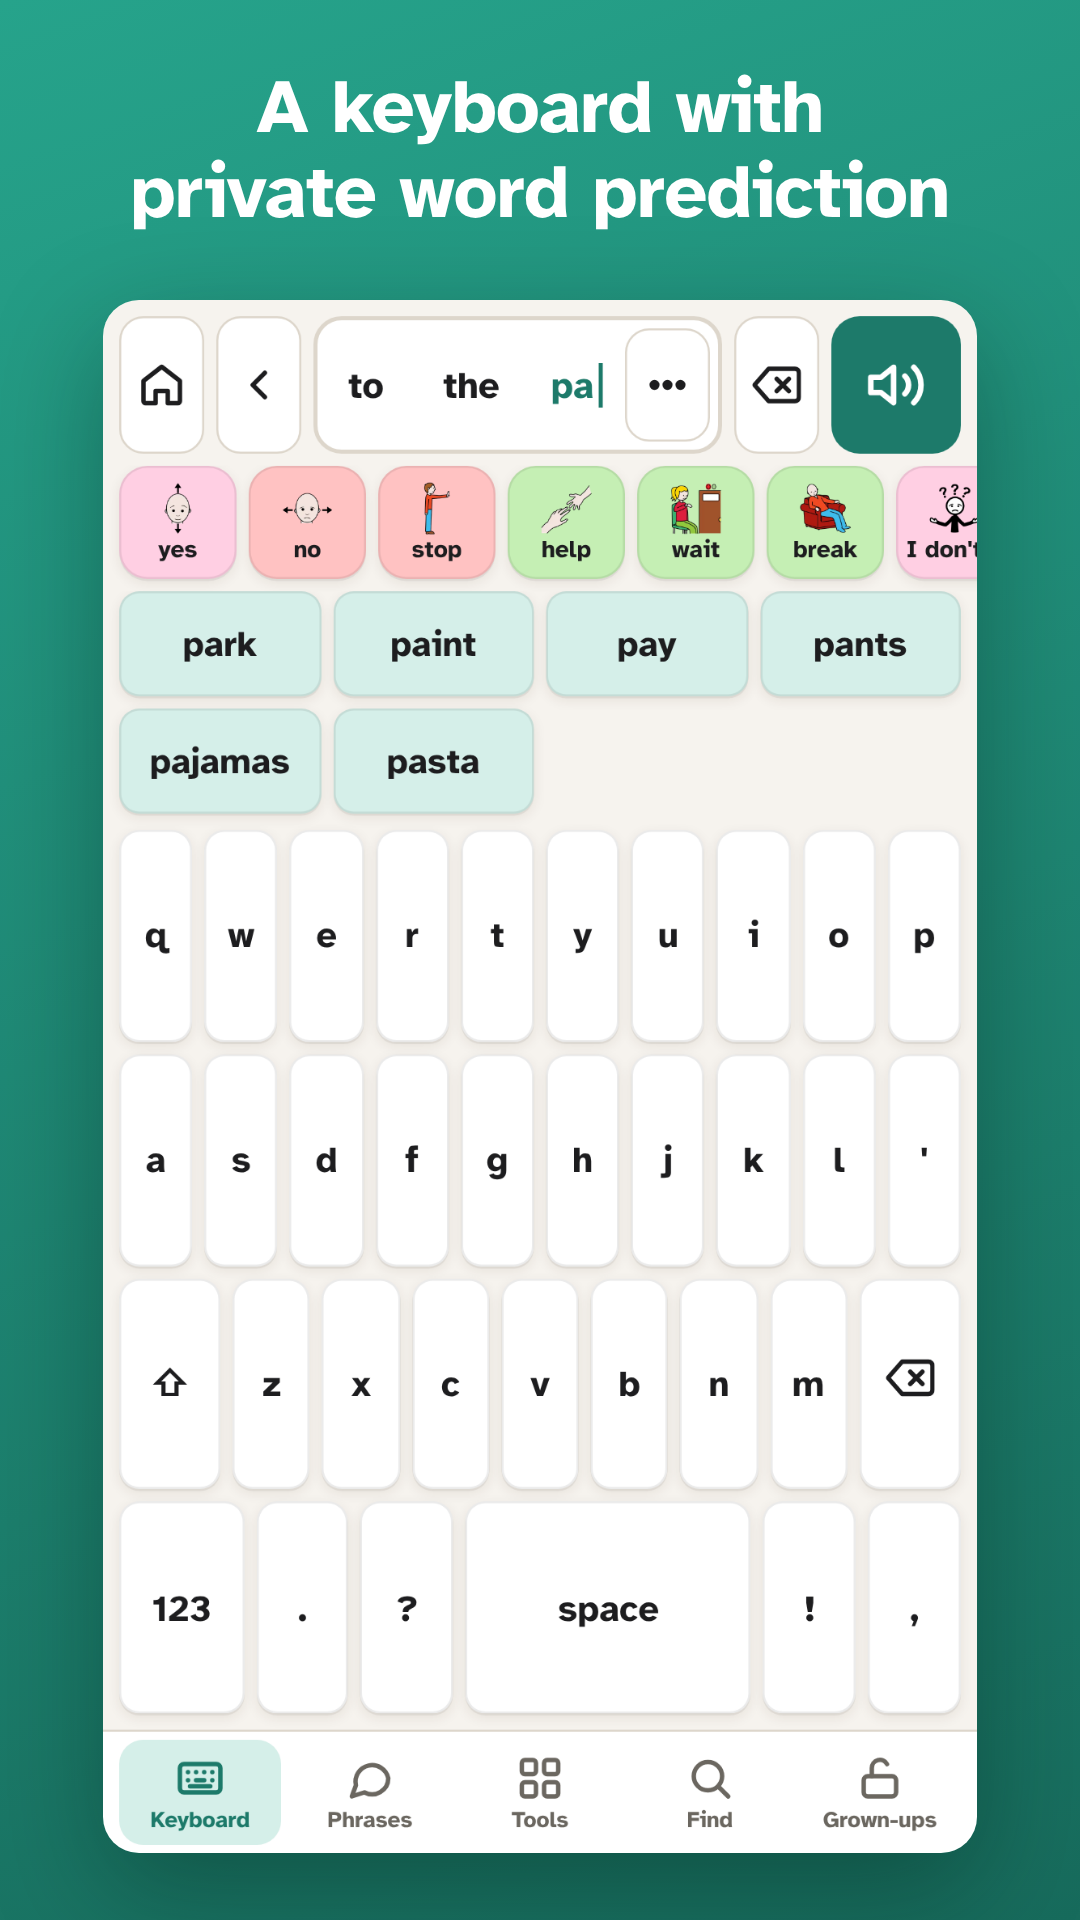 A keyboard with
private word prediction
to the pa
yes no stop help wait break I don't
park paint pay pants
pajamas pasta
q w e r t y u i o p
a s d f g h j k l '
z x c v b n m
123 . ? space ! ,
Keyboard Phrases Tools Find Grown-ups